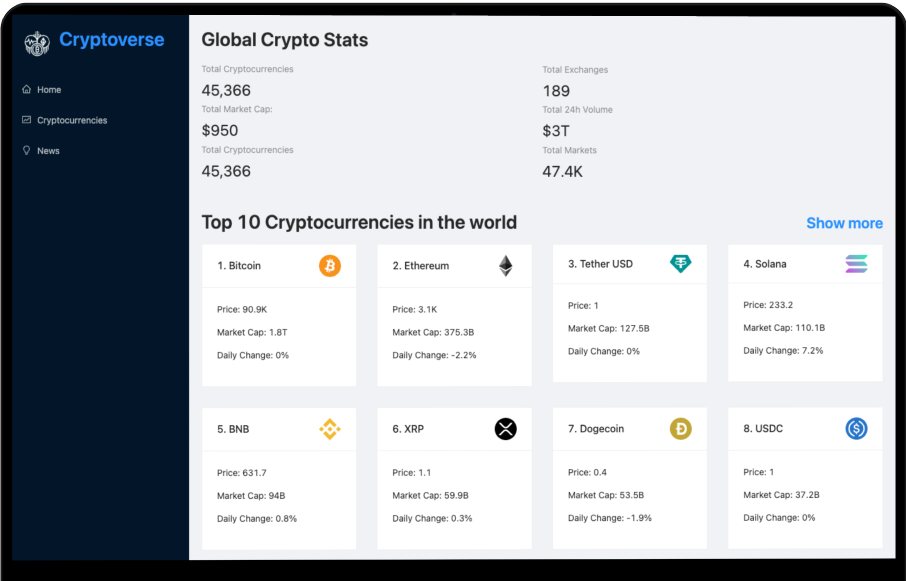 Cryptoverse
Home
Cryptocurrencies
News
Global Crypto Stats
Total Cryptocurrencies
45,366
Total Exchanges
189
Total Market Cap:
$950
Total 24h Volume
$3T
Total Cryptocurrencies
45,366
Total Markets
47.4K
Top 10 Cryptocurrencies in the world
Show more
1. Bitcoin
Price: 90.9K
Market Cap: 1.8T
Daily Change: 0%
2. Ethereum
Price: 3.1K
Market Cap: 375.3B
Daily Change: -2.2%
3. Tether USD
Price: 1
Market Cap: 127.5B
Daily Change: 0%
4. Solana
Price: 233.2
Market Cap: 110.1B
Daily Change: 7.2%
5. BNB
Price: 631.7
Market Cap: 94B
Daily Change: 0.8%
6. XRP
Price: 1.1
Market Cap: 59.9B
Daily Change: 0.3%
7. Dogecoin
Price: 0.4
Market Cap: 53.5B
Daily Change: -1.9%
8. USDC
Price: 1
Market Cap: 37.2B
Daily Change: 0%